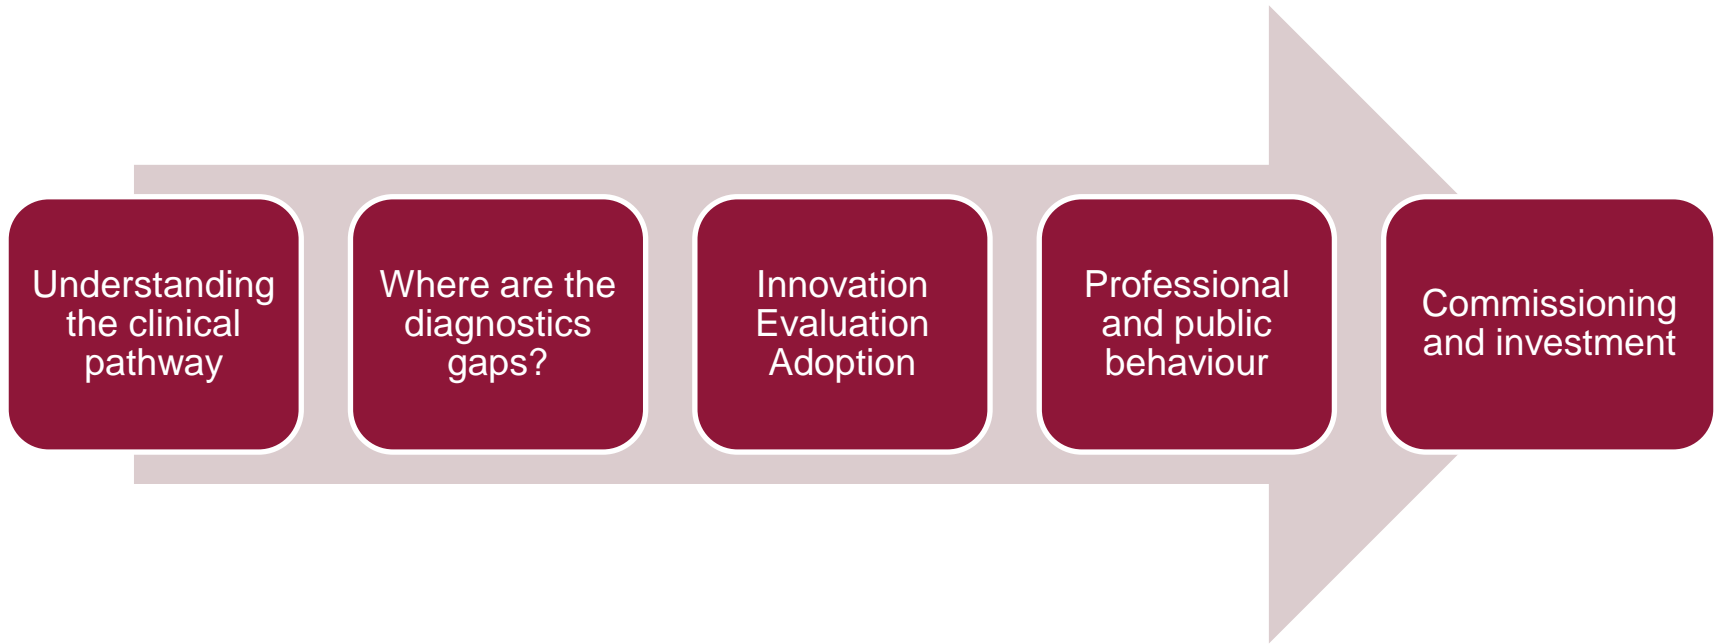 Understanding
the clinical
pathway
Where are the
diagnostics
gaps?
Innovation
Evaluation
Adoption
Professional
and public
behaviour
Commissioning
and investment